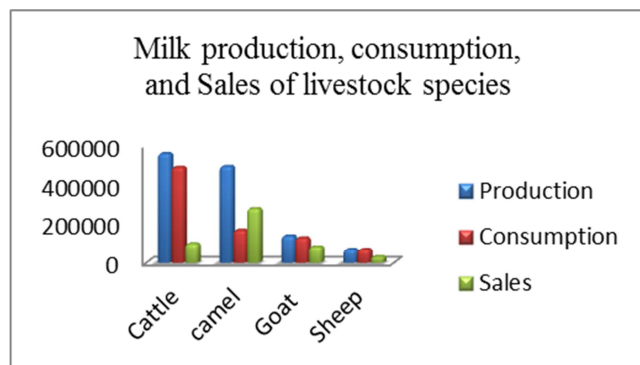 Milk production, consumption,
and Sales of livestock species
600000
400000
200000
0
Production
Consumption
Sales
Cattle
camel
Goat
Sheep